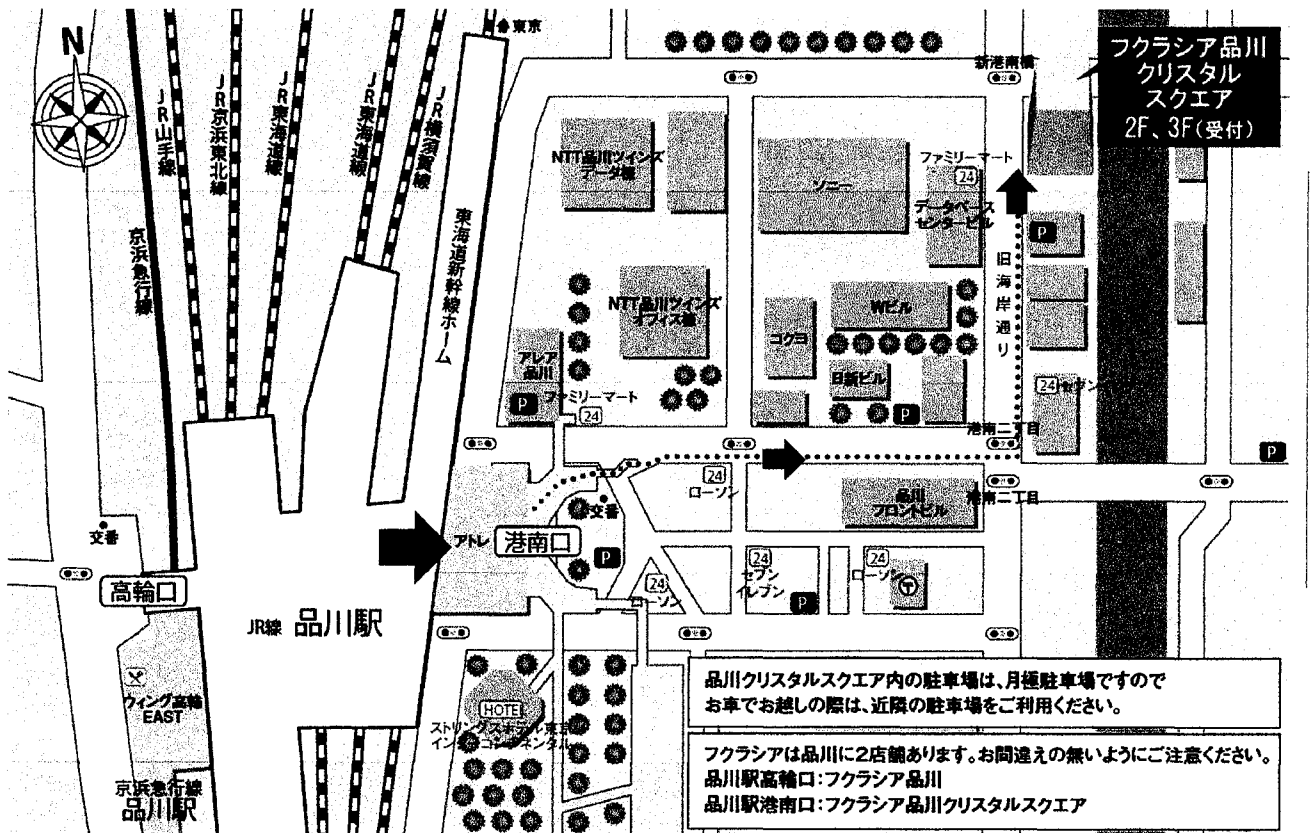 N
東京
JR山手線
JR京浜東北線
JR東海道線
JR東海道線
JR横須賀線
京浜急行線
東海道新幹線ホーム
新港南橋
フクラシア品川
クリスタル
スクエア
2F、3F(受付)
NTT品川ツインズ
データ棟
ソニー
ファミリーマート
24
データベース
センタービル
P
旧海岸通り
NTT品川ツインズ
オフィス棟
Wビル
コクヨ
アレア
品川
日新ビル
24 セブン
P
ファミリーマート
24
P
港南二丁目
P
24
ローソン
品川
フロントビル
港南二丁目
交番
交番
アトレ
港南口
P
高輪口
24
ローソン
24
セブン
イレブン
P
24
ローソン
JR線 品川駅
ウィング高輪
EAST
HOTEL
ストリングスホテル東京
インターコンチネンタル
京浜急行線
品川駅
品川クリスタルスクエア内の駐車場は、月極駐車場ですので
お車でお越しの際は、近隣の駐車場をご利用ください。
フクラシアは品川に2店舗あります。お間違えの無いようにご注意ください。
品川駅高輪口:フクラシア品川
品川駅港南口:フクラシア品川クリスタルスクエア